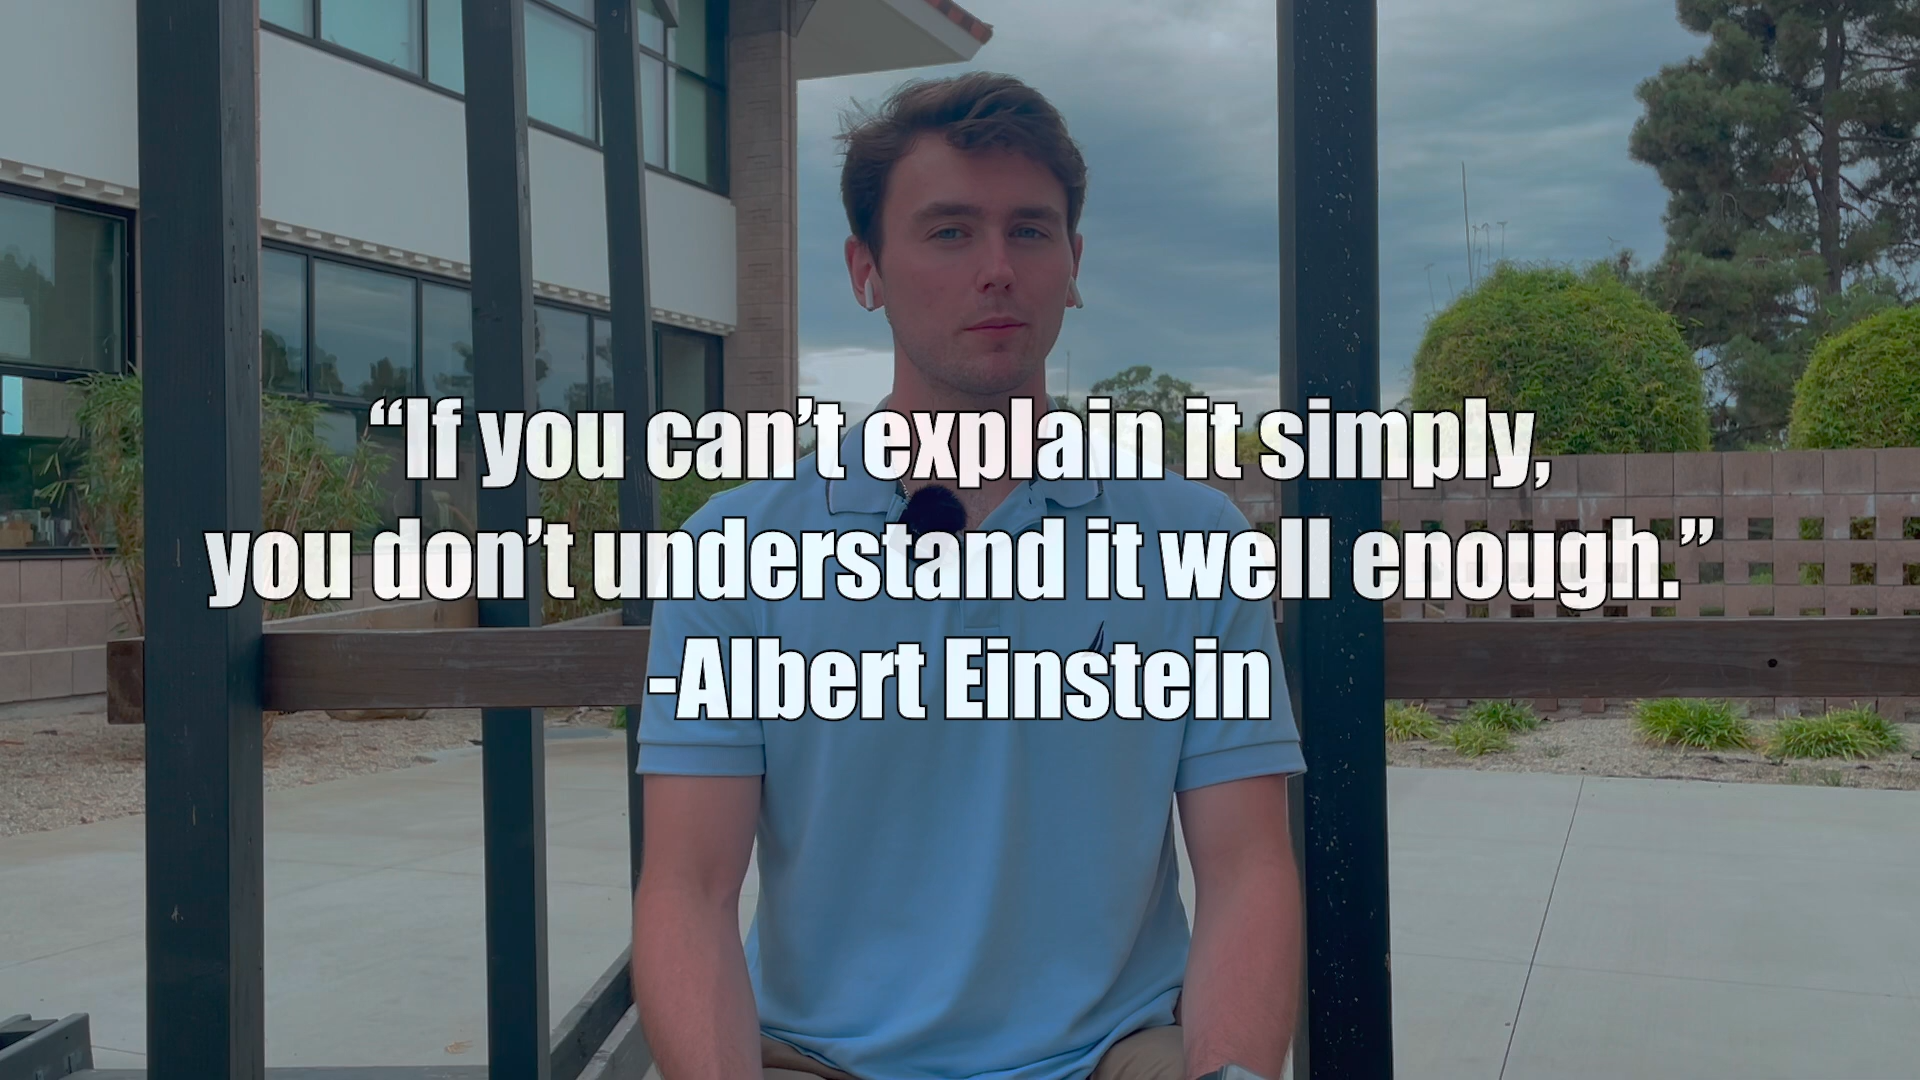 “If you can’t explain it simply,
you don’t understand it well enough.”
-Albert Einstein